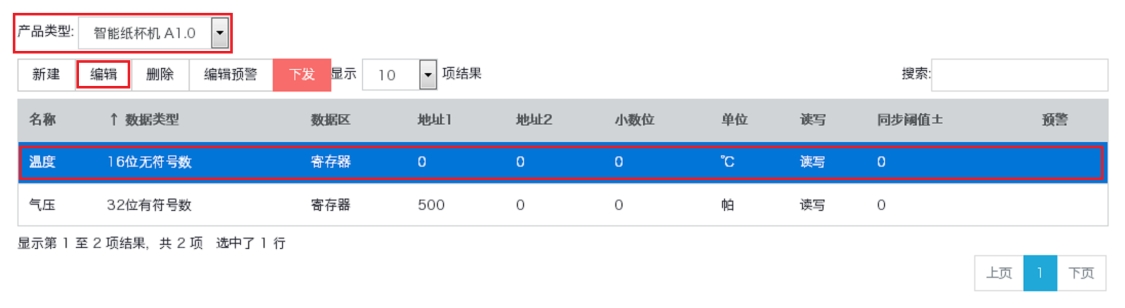 产品类型: 智能纸杯机 A1.0
新建 编辑 删除 编辑预警 下发 显示 10 项结果 搜索:
名称 ↑ 数据类型 数据区 地址1 地址2 小数位 单位 读写 同步阈值± 预警
温度 16位无符号数 寄存器 0 0 0 ℃ 读写 0
气压 32位有符号数 寄存器 500 0 0 帕 读写 0
显示第 1 至 2 项结果, 共 2 项 选中了 1 行
上页 1 下页